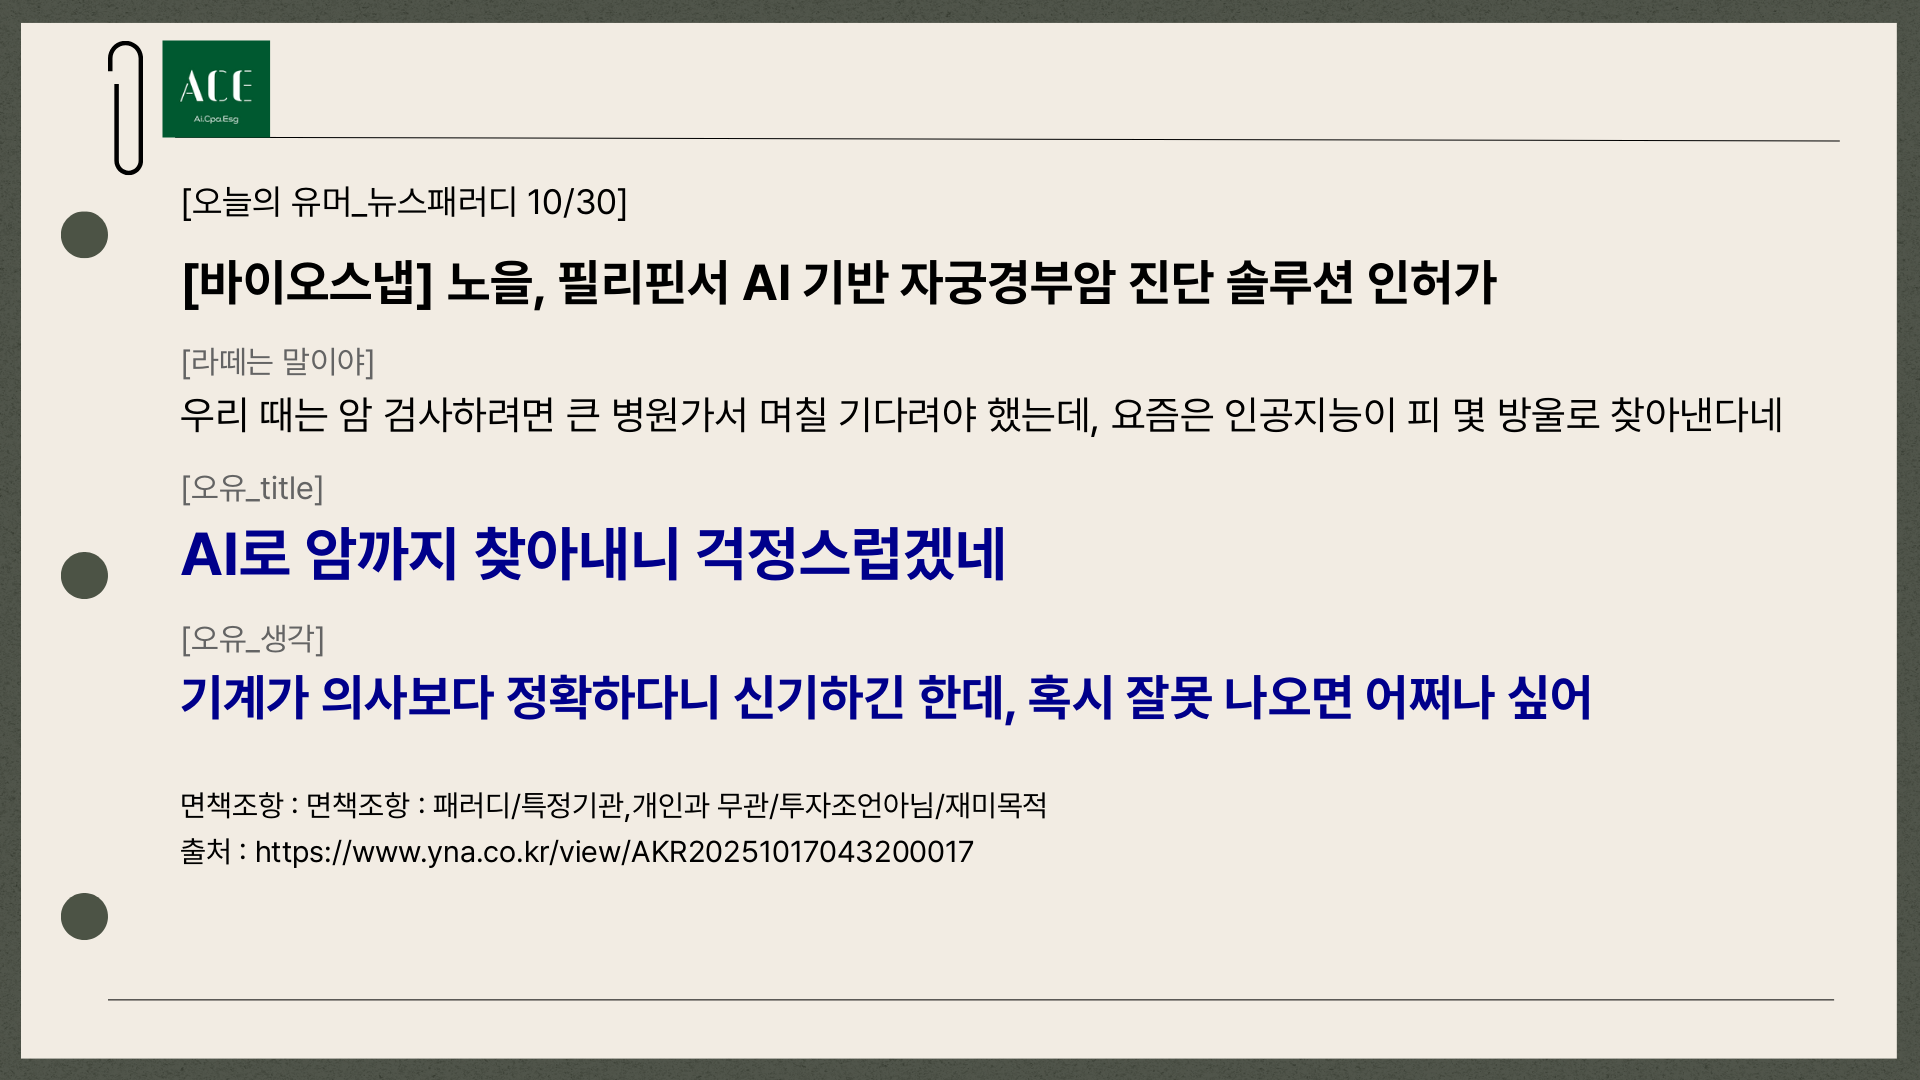 ACE
Ai.Cpa.Esg
[오늘의 유머_뉴스패러디 10/30]
[바이오스냅] 노을, 필리핀서 AI 기반 자궁경부암 진단 솔루션 인허가
[라떼는 말이야]
우리 때는 암 검사하려면 큰 병원가서 며칠 기다려야 했는데, 요즘은 인공지능이 피 몇 방울로 찾아낸다네
[오유_title]
AI로 암까지 찾아내니 걱정스럽겠네
[오유_생각]
기계가 의사보다 정확하다니 신기하긴 한데, 혹시 잘못 나오면 어쩌나 싶어
면책조항 : 면책조항 : 패러디/특정기관,개인과 무관/투자조언아님/재미목적
출처 : https://www.yna.co.kr/view/AKR20251017043200017